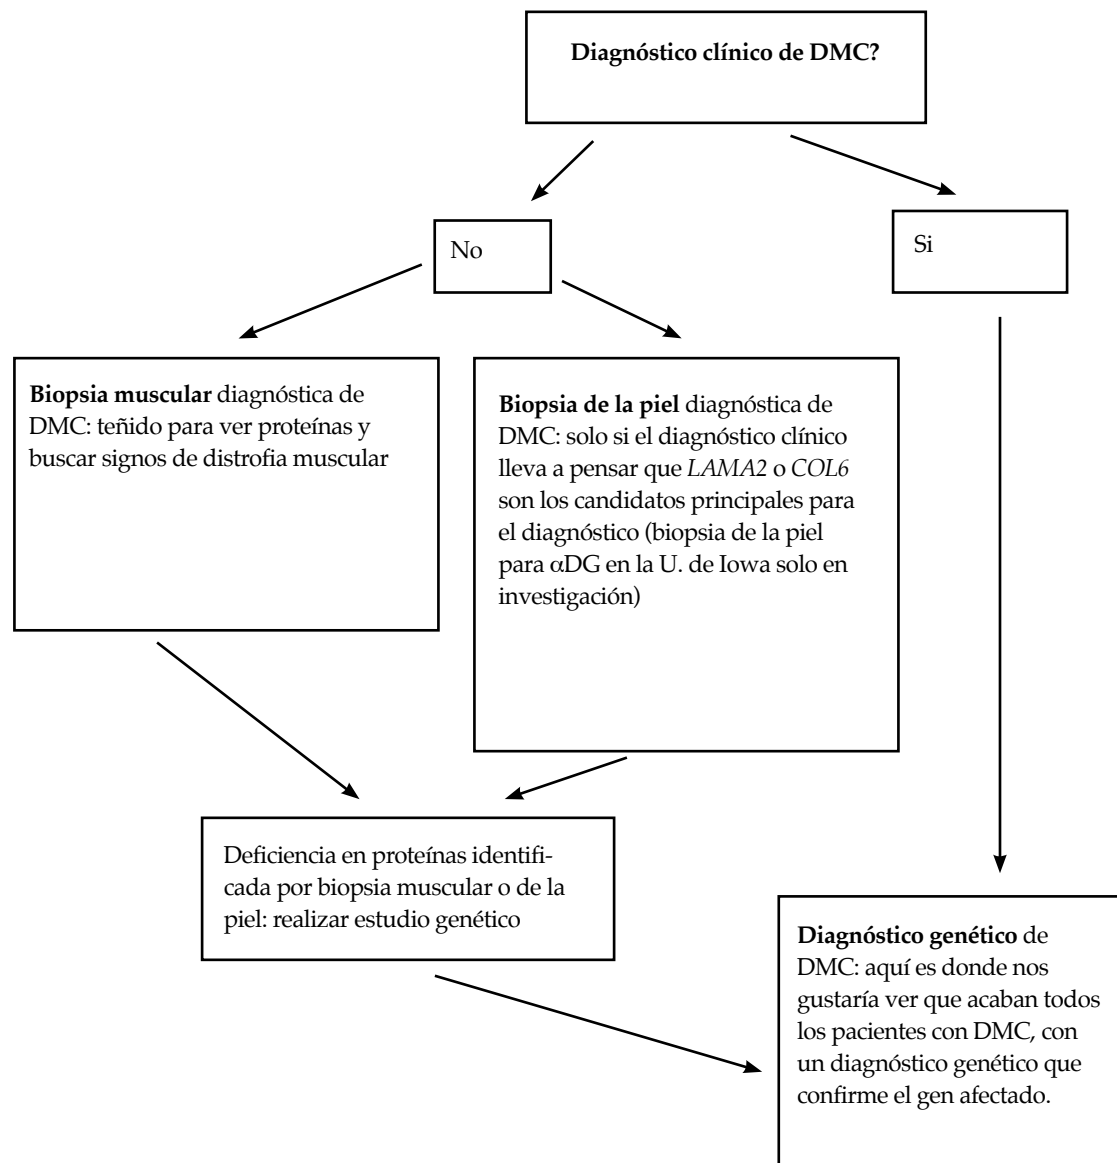 Diagnóstico clínico de DMC?
No
Si
Biopsia muscular diagnóstica de
DMC: teñido para ver proteínas y
buscar signos de distrofia muscular
Biopsia de la piel diagnóstica de
DMC: solo si el diagnóstico clínico
lleva a pensar que LAMA2 o COL6
son los candidatos principales para
el diagnóstico (biopsia de la piel
para αDG en la U. de Iowa solo en
investigación)
Deficiencia en proteínas identifi-
cada por biopsia muscular o de la
piel: realizar estudio genético
Diagnóstico genético de
DMC: aquí es donde nos
gustaría ver que acaban todos
los pacientes con DMC, con
un diagnóstico genético que
confirme el gen afectado.